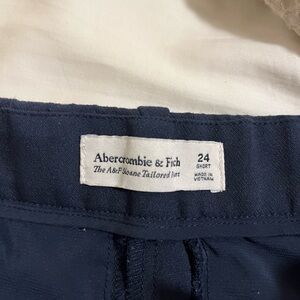 Abercrombie & Fitch
The A&F Sloane Tailored Pant
24
SHORT
MADE IN
VIETNAM